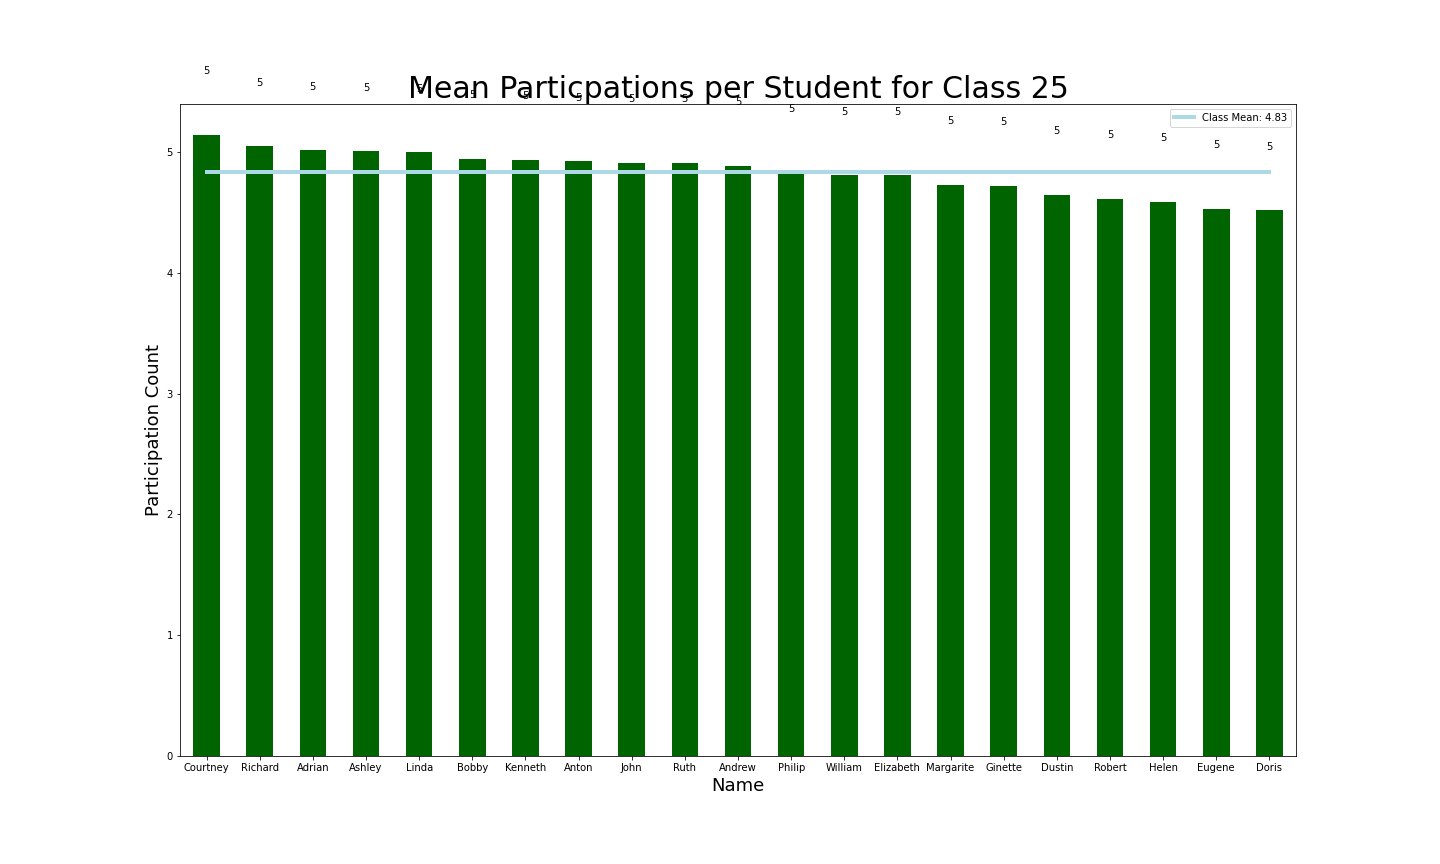 5 5 5 5 5 5 5 5 5 5 5 5 5 5 5 5 5 5 5 5 5
Mean Particpations per Student for Class 25
Class Mean: 4.83
5
4
3
2
1
0
Participation Count
Courtney Richard Adrian Ashley Linda Bobby Kenneth Anton John Ruth Andrew Philip William Elizabeth Margarite Ginette Dustin Robert Helen Eugene Doris
Name